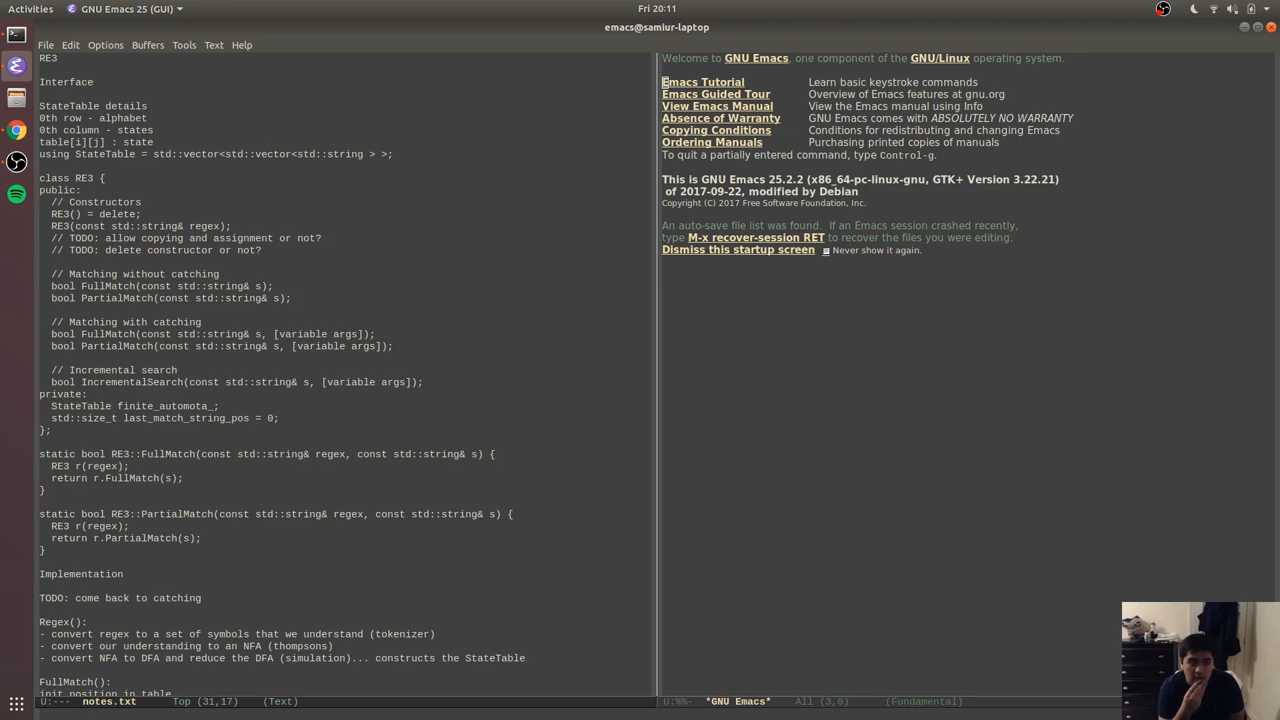 Activities
GNU Emacs 25 (GUI)
Fri 20:11
emacs@samiur-laptop
File Edit Options Buffers Tools Text Help
RE3
Interface
StateTable details
0th row - alphabet
0th column - states
table[i][j] : state
using StateTable = std::vector<std::vector<std::string > >;
class RE3 {
public:
// Constructors
RE3() = delete;
RE3(const std::string& regex);
// TODO: allow copying and assignment or not?
// TODO: delete constructor or not?
// Matching without catching
bool FullMatch(const std::string& s);
bool PartialMatch(const std::string& s);
// Matching with catching
bool FullMatch(const std::string& s, [variable args]);
bool PartialMatch(const std::string& s, [variable args]);
// Incremental search
bool IncrementalSearch(const std::string& s, [variable args]);
private:
StateTable finite_automota_;
std::size_t last_match_string_pos = 0;
};
static bool RE3::FullMatch(const std::string& regex, const std::string& s) {
RE3 r(regex);
return r.FullMatch(s);
}
static bool RE3::PartialMatch(const std::string& regex, const std::string& s) {
RE3 r(regex);
return r.PartialMatch(s);
}
Implementation
TODO: come back to catching
Regex():
- convert regex to a set of symbols that we understand (tokenizer)
- convert our understanding to an NFA (thompsons)
- convert NFA to DFA and reduce the DFA (simulation)... constructs the StateTable
FullMatch():
init position in table
U:--- notes.txt Top (31,17) (Text)
Welcome to GNU Emacs, one component of the GNU/Linux operating system.
Emacs Tutorial Learn basic keystroke commands
Emacs Guided Tour Overview of Emacs features at gnu.org
View Emacs Manual View the Emacs manual using Info
Absence of Warranty GNU Emacs comes with ABSOLUTELY NO WARRANTY
Copying Conditions Conditions for redistributing and changing Emacs
Ordering Manuals Purchasing printed copies of manuals
To quit a partially entered command, type Control-g.
This is GNU Emacs 25.2.2 (x86_64-pc-linux-gnu, GTK+ Version 3.22.21)
of 2017-09-22, modified by Debian
Copyright (C) 2017 Free Software Foundation, Inc.
An auto-save file list was found. If an Emacs session crashed recently,
type M-x recover-session RET to recover the files you were editing.
Dismiss this startup screen Never show it again.
U:%%- *GNU Emacs* All (3,0) (Fundamental)